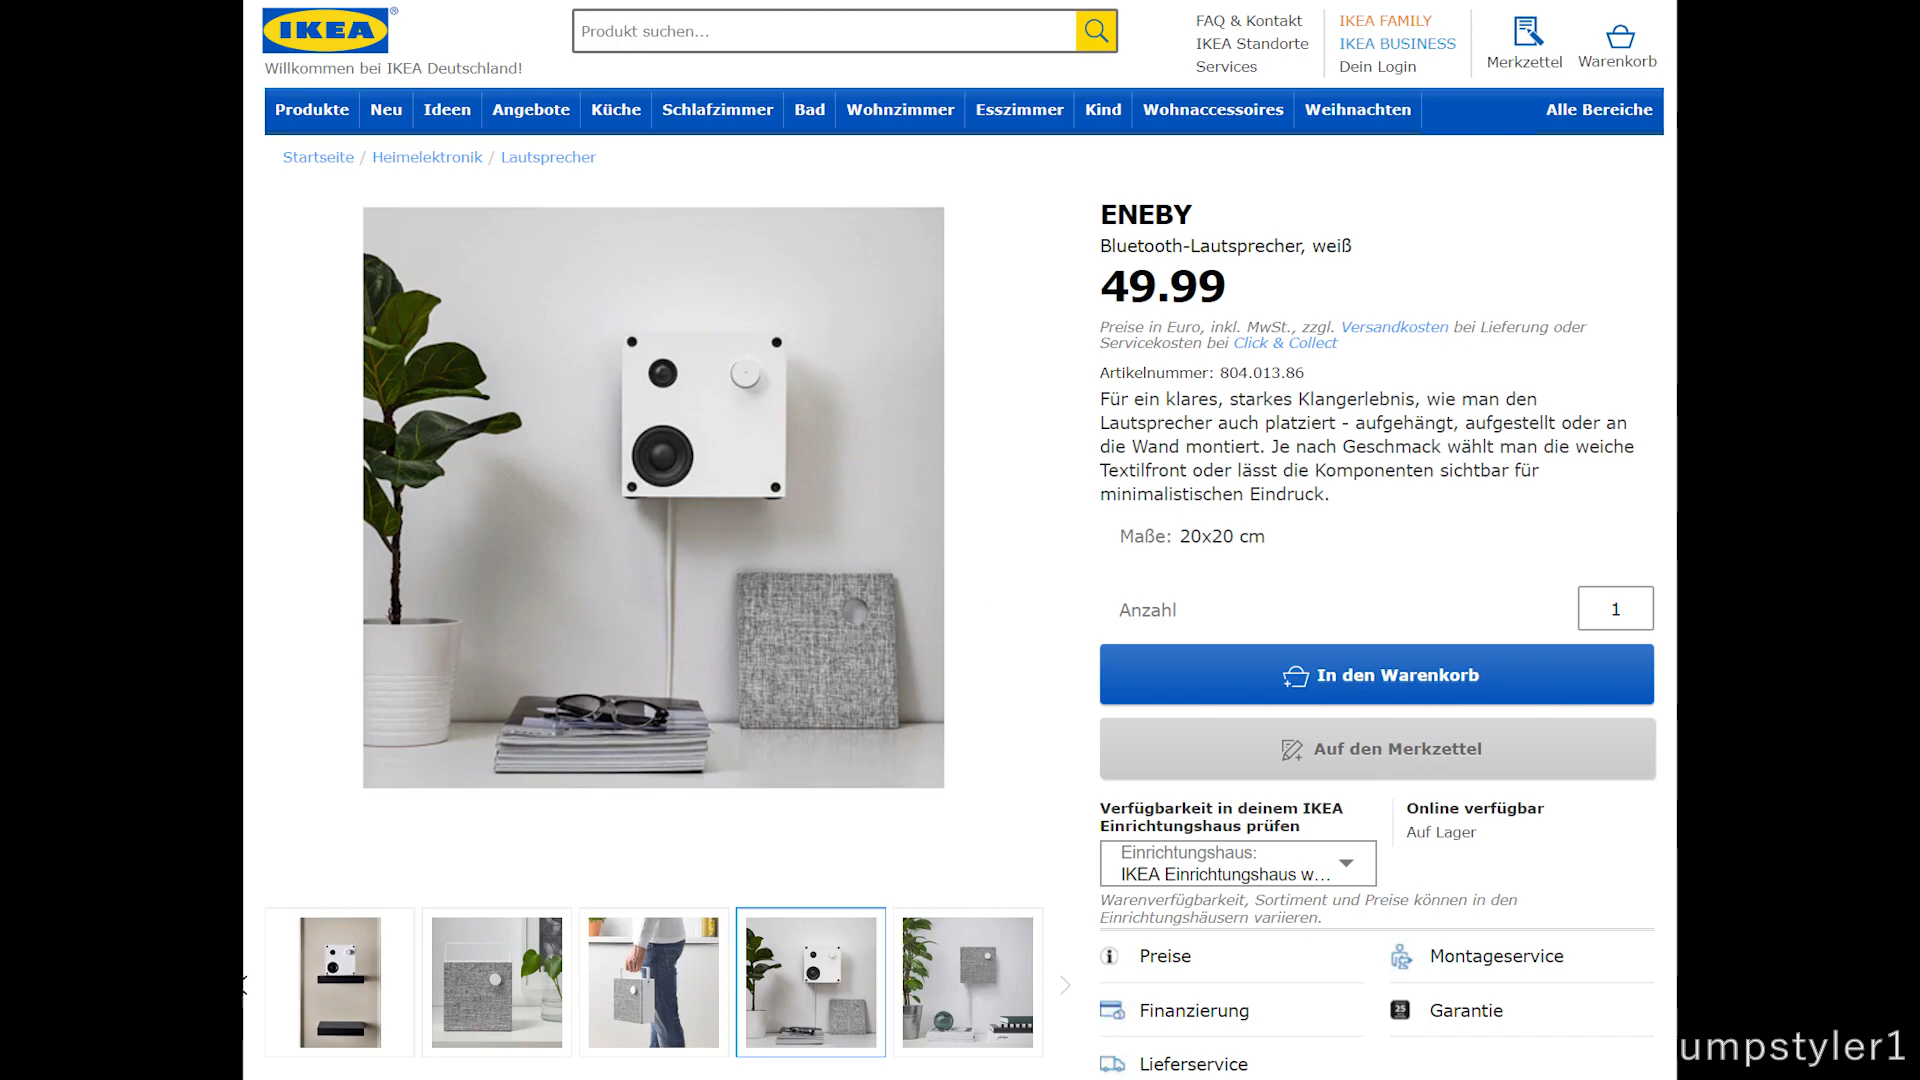 IKEA®
Willkommen bei IKEA Deutschland!
Produkt suchen...
FAQ & Kontakt
IKEA Standorte
Services
IKEA FAMILY
IKEA BUSINESS
Dein Login
Merkzettel
Warenkorb
Produkte Neu Ideen Angebote Küche Schlafzimmer Bad Wohnzimmer Esszimmer Kind Wohnaccessoires Weihnachten Alle Bereiche
Startseite / Heimelektronik / Lautsprecher
ENEBY
Bluetooth-Lautsprecher, weiß
49.99
Preise in Euro, inkl. MwSt., zzgl. Versandkosten bei Lieferung oder
Servicekosten bei Click & Collect
Artikelnummer: 804.013.86
Für ein klares, starkes Klangerlebnis, wie man den
Lautsprecher auch platziert - aufgehängt, aufgestellt oder an
die Wand montiert. Je nach Geschmack wählt man die weiche
Textilfront oder lässt die Komponenten sichtbar für
minimalistischen Eindruck.
Maße: 20x20 cm
Anzahl 1
In den Warenkorb
Auf den Merkzettel
Verfügbarkeit in deinem IKEA
Einrichtungshaus prüfen
Einrichtungshaus:
IKEA Einrichtungshaus w...
Online verfügbar
Auf Lager
Warenverfügbarkeit, Sortiment und Preise können in den
Einrichtungshäusern variieren.
Preise
Montageservice
Finanzierung
25
Garantie
Lieferservice
umpstyler1